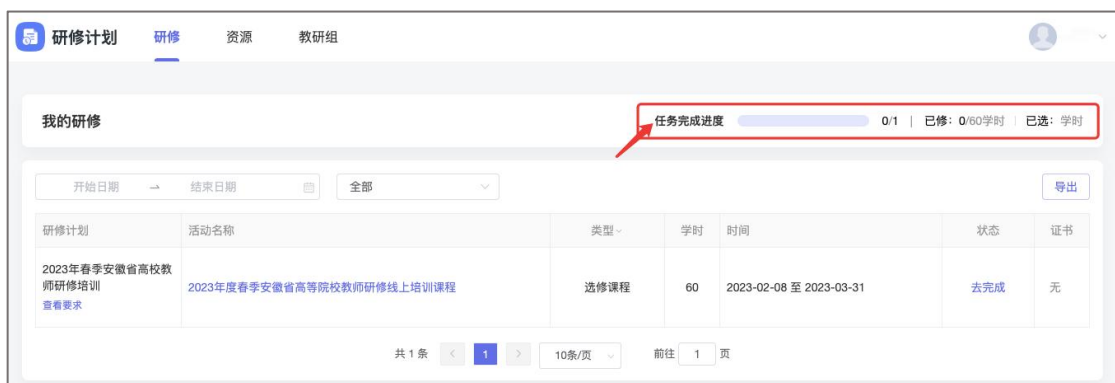 研修计划 研修 资源 教研组
我的研修 任务完成进度 0/1 | 已修：0/60学时 | 已选：学时
开始日期 → 结束日期 全部 导出
研修计划 活动名称 类型 学时 时间 状态 证书
2023年春季安徽省高校教
师研修培训 2023年度春季安徽省高等院校教师研修线上培训课程 选修课程 60 2023-02-08 至 2023-03-31 去完成 无
查看要求
共 1 条 < 1 > 10条/页 前往 1 页